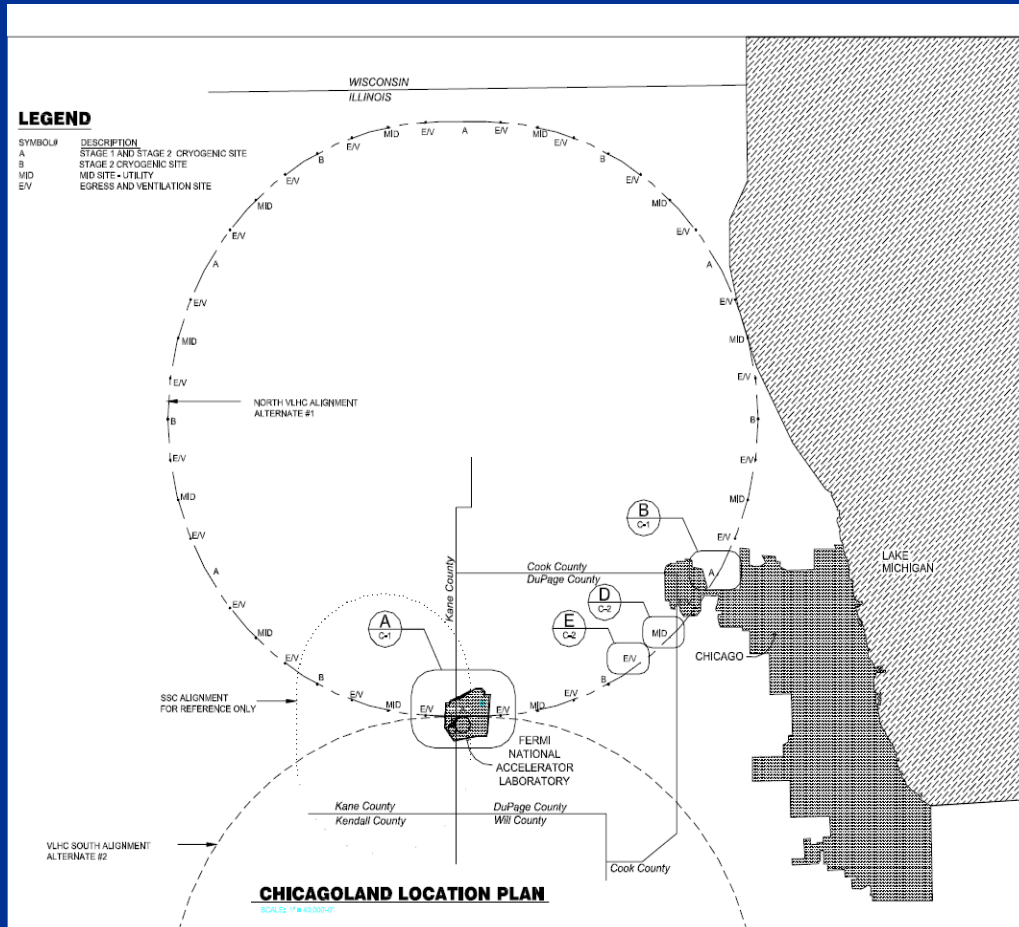 WISCONSIN
ILLINOIS
LEGEND
SYMBOL# DESCRIPTION
A STAGE 1 AND STAGE 2 CRYOGENIC SITE
B STAGE 2 CRYOGENIC SITE
MID MID SITE - UTILITY
E/V EGRESS AND VENTILATION SITE
MID E/V A E/V MID
E/V E/V
B B
E/V E/V
MID MID
E/V E/V
A A
E/V E/V
MID MID
E/V E/V
NORTH VLHC ALIGNMENT
ALTERNATE #1
B B
E/V E/V
MID MID
B
C-1
E/V E/V
LAKE
MICHIGAN
Cook County
DuPage County
A A
Kane County
D
C-2
E/V
A
C-1
E
C-2
MID MID
E/V E/V
CHICAGO
B B
SSC ALIGNMENT
FOR REFERENCE ONLY
E/V E/V
MID E/V A E/V MID
FERMI
NATIONAL
ACCELERATOR
LABORATORY
Kane County DuPage County
Kendall County Will County
VLHC SOUTH ALIGNMENT
ALTERNATE #2
Cook County
CHICAGOLAND LOCATION PLAN